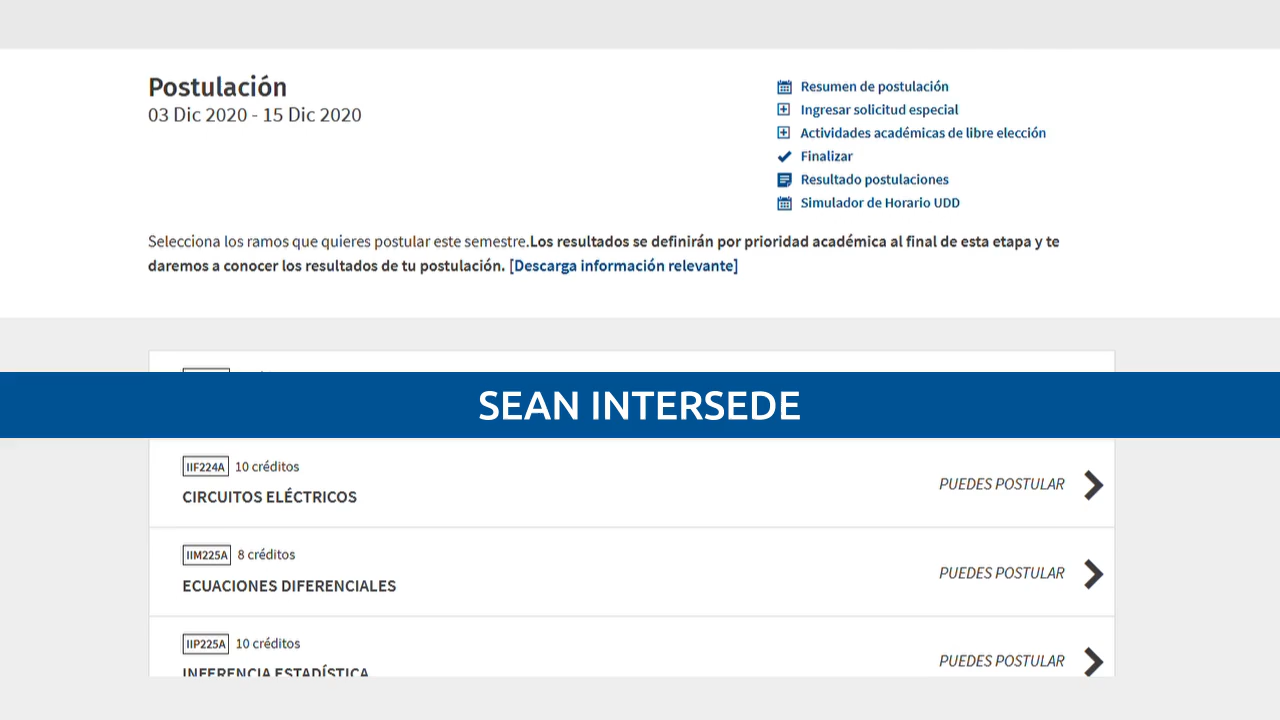 Postulación
03 Dic 2020 - 15 Dic 2020
Resumen de postulación
Ingresar solicitud especial
Actividades académicas de libre elección
Finalizar
Resultado postulaciones
Simulador de Horario UDD
Selecciona los ramos que quieres postular este semestre.Los resultados se definirán por prioridad académica al final de esta etapa y te
daremos a conocer los resultados de tu postulación. [Descarga información relevante]
SEAN INTERSEDE
IIF224A 10 créditos
CIRCUITOS ELÉCTRICOS
PUEDES POSTULAR
IIM225A 8 créditos
ECUACIONES DIFERENCIALES
PUEDES POSTULAR
IIP225A 10 créditos
INFERENCIA ESTADÍSTICA
PUEDES POSTULAR